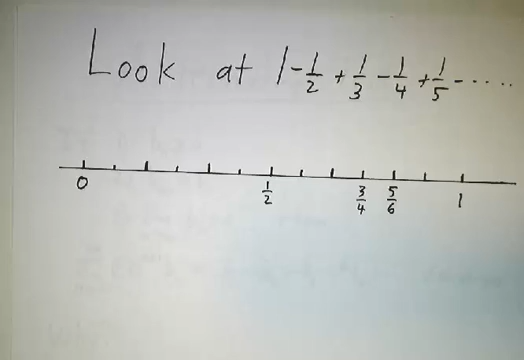 Look at 1 - 1/2 + 1/3 - 1/4 + 1/5 - .....
0 1/2 3/4 5/6 1